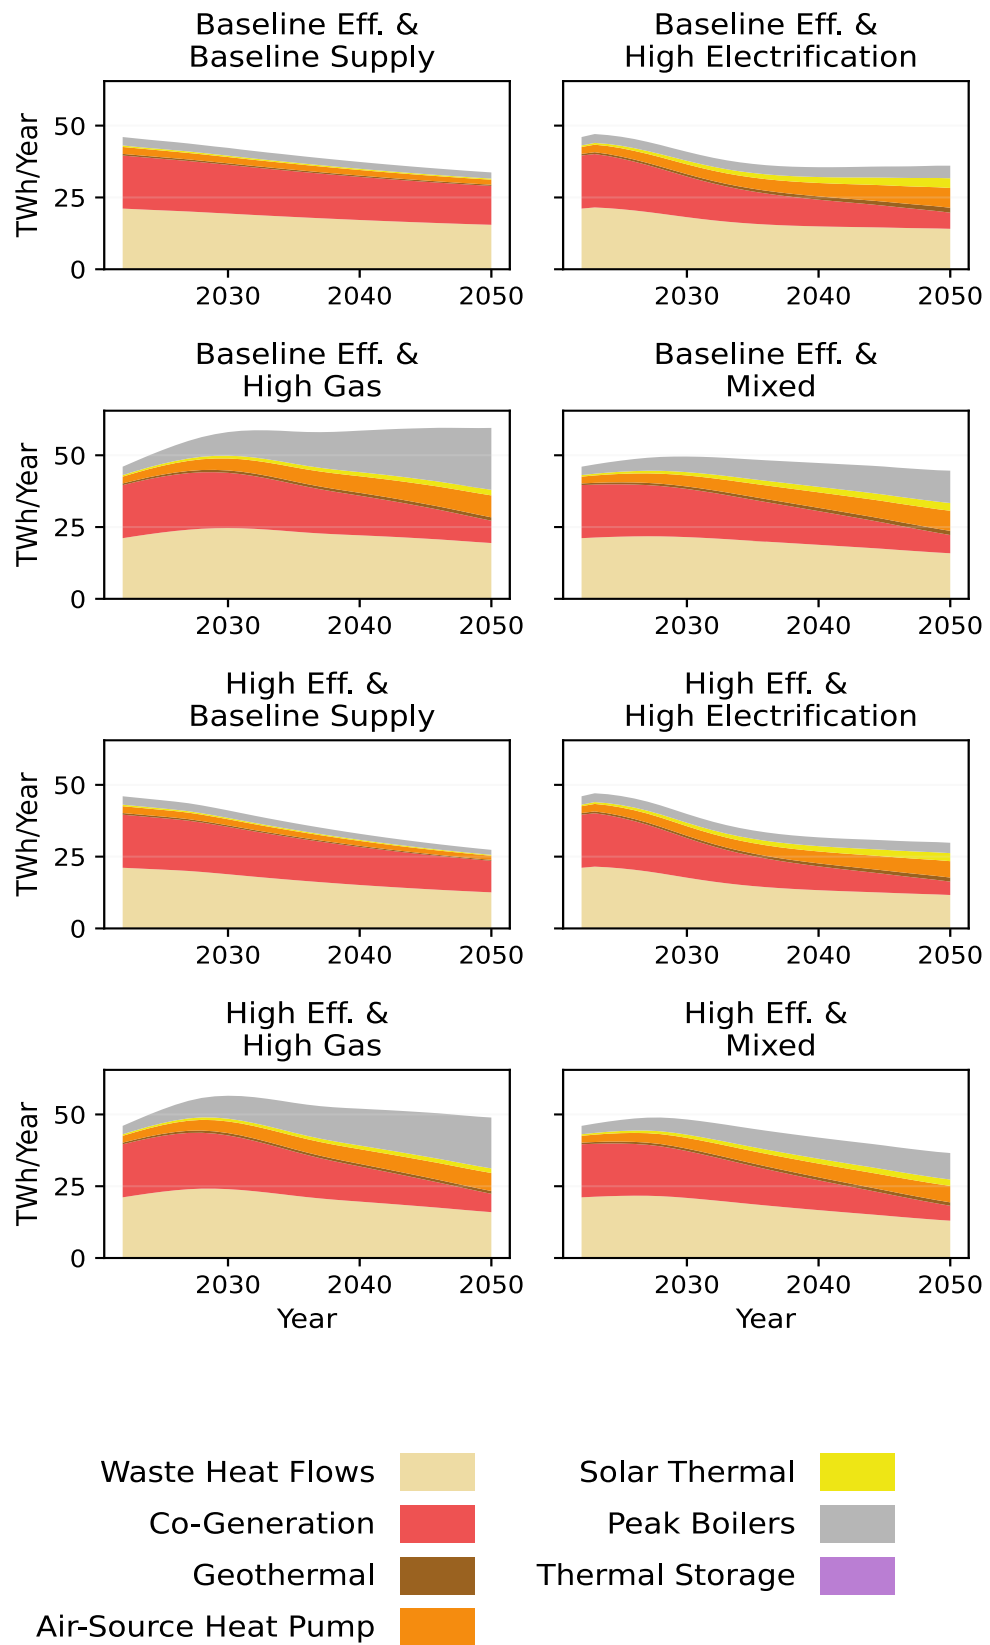 Baseline Eff. &
Baseline Supply
Baseline Eff. &
High Electrification
TWh/Year
50
25
0
2030
2040
2050
2030
2040
2050
Baseline Eff. &
High Gas
Baseline Eff. &
Mixed
TWh/Year
50
25
0
2030
2040
2050
2030
2040
2050
High Eff. &
Baseline Supply
High Eff. &
High Electrification
TWh/Year
50
25
0
2030
2040
2050
2030
2040
2050
High Eff. &
High Gas
High Eff. &
Mixed
TWh/Year
50
25
0
2030
2040
2050
2030
2040
2050
Year
Year
Waste Heat Flows
Co-Generation
Geothermal
Air-Source Heat Pump
Solar Thermal
Peak Boilers
Thermal Storage